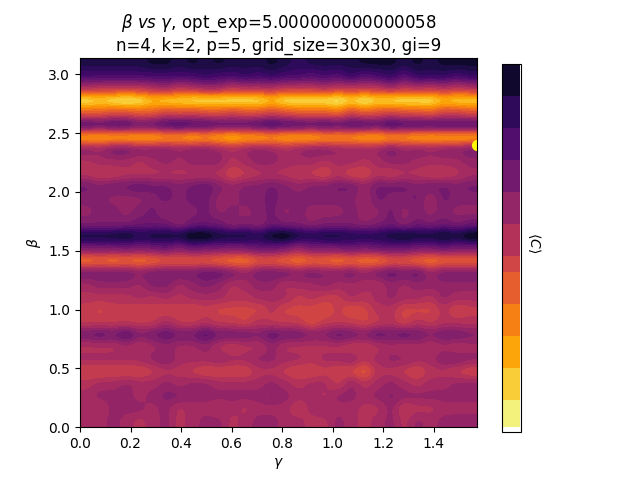 β vs γ, opt_exp=5.000000000000058
n=4, k=2, p=5, grid_size=30x30, gi=9
3.0
2.5
2.0
1.5
1.0
0.5
0.0
β
0.0 0.2 0.4 0.6 0.8 1.0 1.2 1.4
γ
⟨C⟩